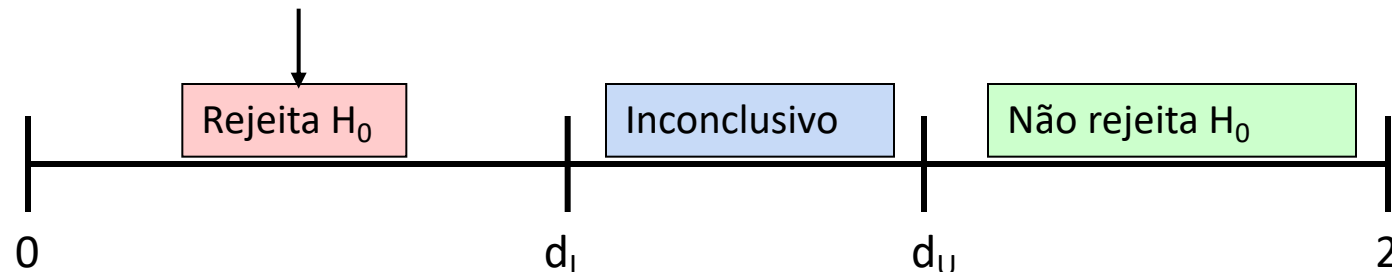 Rejeita H₀
Inconclusivo
Não rejeita H₀
0
d_L
d_U
2